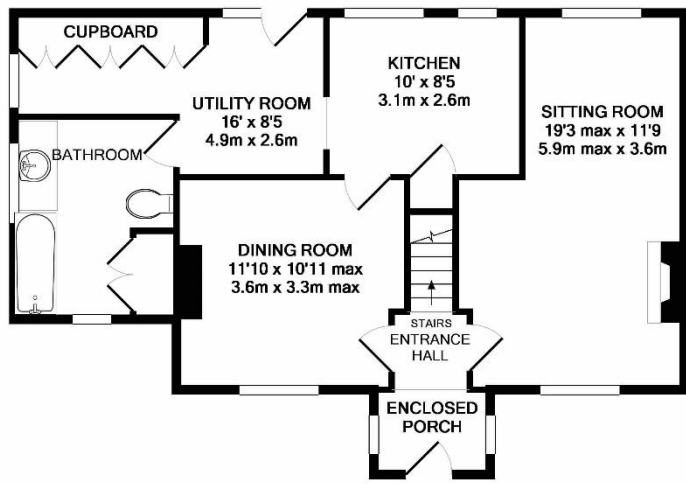 CUPBOARD
KITCHEN
10' x 8'5
3.1m x 2.6m
UTILITY ROOM
16' x 8'5
4.9m x 2.6m
SITTING ROOM
19'3 max x 11'9
5.9m max x 3.6m
BATHROOM
DINING ROOM
11'10 x 10'11 max
3.6m x 3.3m max
STAIRS
ENTRANCE
HALL
ENCLOSED
PORCH